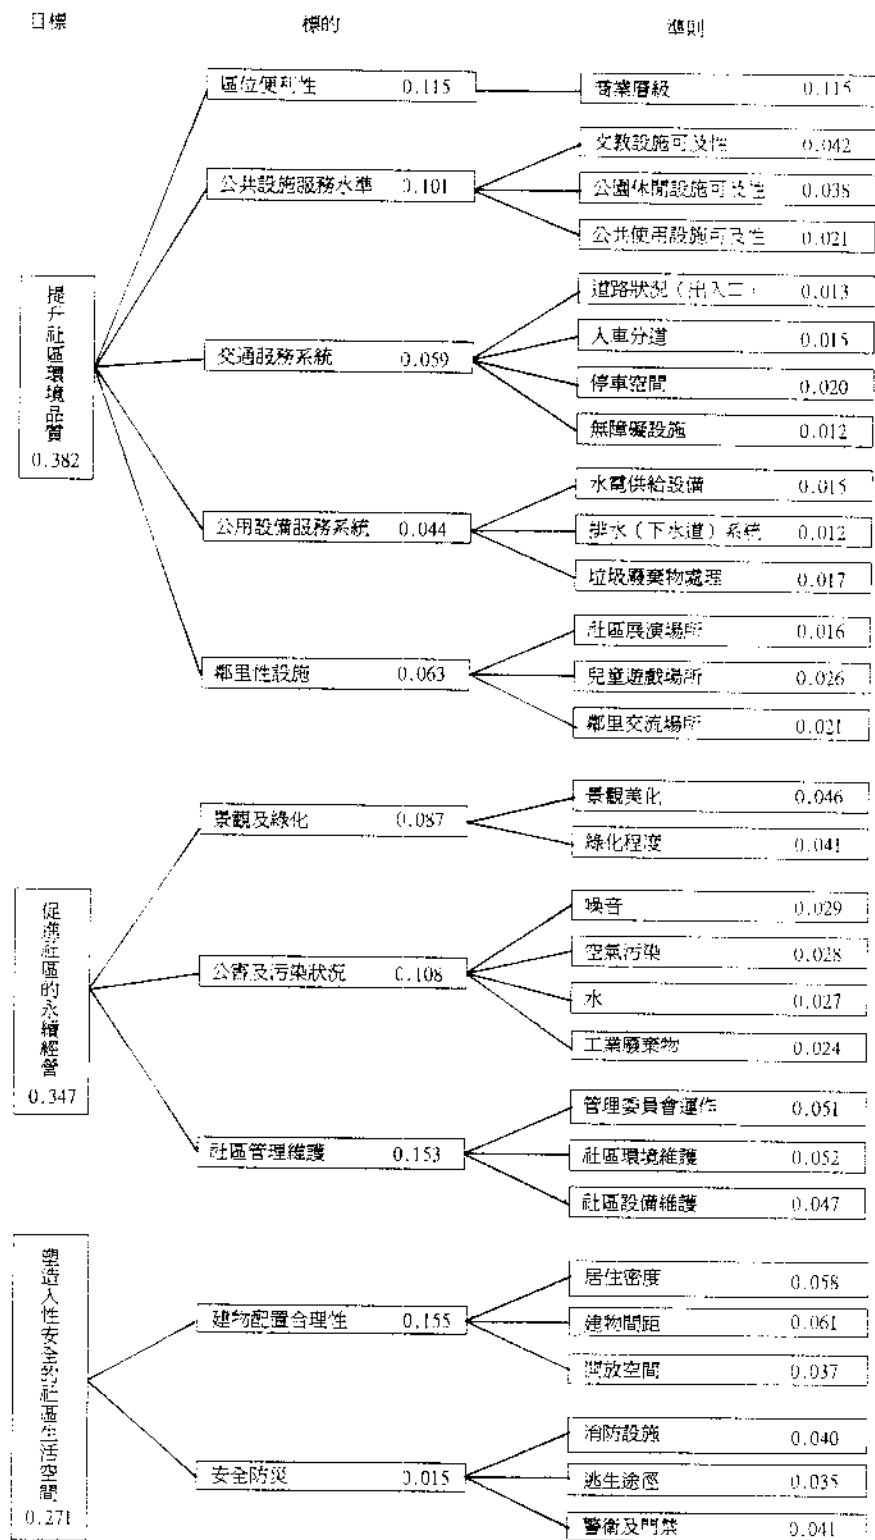 目標
標的
準則
提升社區環境品質
0.382
區位便利性 0.115
商業層級 0.115
公共設施服務水準 0.101
文教設施可及性 0.042
公園休閒設施可及性 0.038
公共使用設施可及性 0.021
交通服務系統 0.059
道路狀況（出入口） 0.013
人車分道 0.015
停車空間 0.020
無障礙設施 0.012
公用設備服務系統 0.044
水電供給設備 0.015
排水（下水道）系統 0.012
垃圾廢棄物處理 0.017
鄰里性設施 0.063
社區展演場所 0.016
兒童遊戲場所 0.026
鄰里交流場所 0.021
促進社區的永續經營
0.347
景觀及綠化 0.087
景觀美化 0.046
綠化程度 0.041
公害及污染狀況 0.108
噪音 0.029
空氣污染 0.028
水 0.027
工業廢棄物 0.024
社區管理維護 0.153
管理委員會運作 0.051
社區環境維護 0.052
社區設備維護 0.047
塑造人性安全的社區生活空間
0.271
建物配置合理性 0.155
居住密度 0.058
建物間距 0.061
開放空間 0.037
安全防災 0.015
消防設施 0.040
逃生途徑 0.035
警衛及門禁 0.041